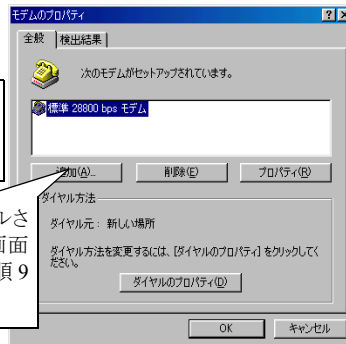 モデムのプロパティ
全般
検出結果
次のモデムがセットアップされています。
標準 28800 bps モデム
追加(A)...
削除(E)
プロパティ(R)
ルさ
画面
順 9
ダイヤル方法
ダイヤル元： 新しい場所
ダイヤル方法を変更するには、[ダイヤルのプロパティ] をクリックしてく
ださい。
ダイヤルのプロパティ(D)
OK
キャンセル